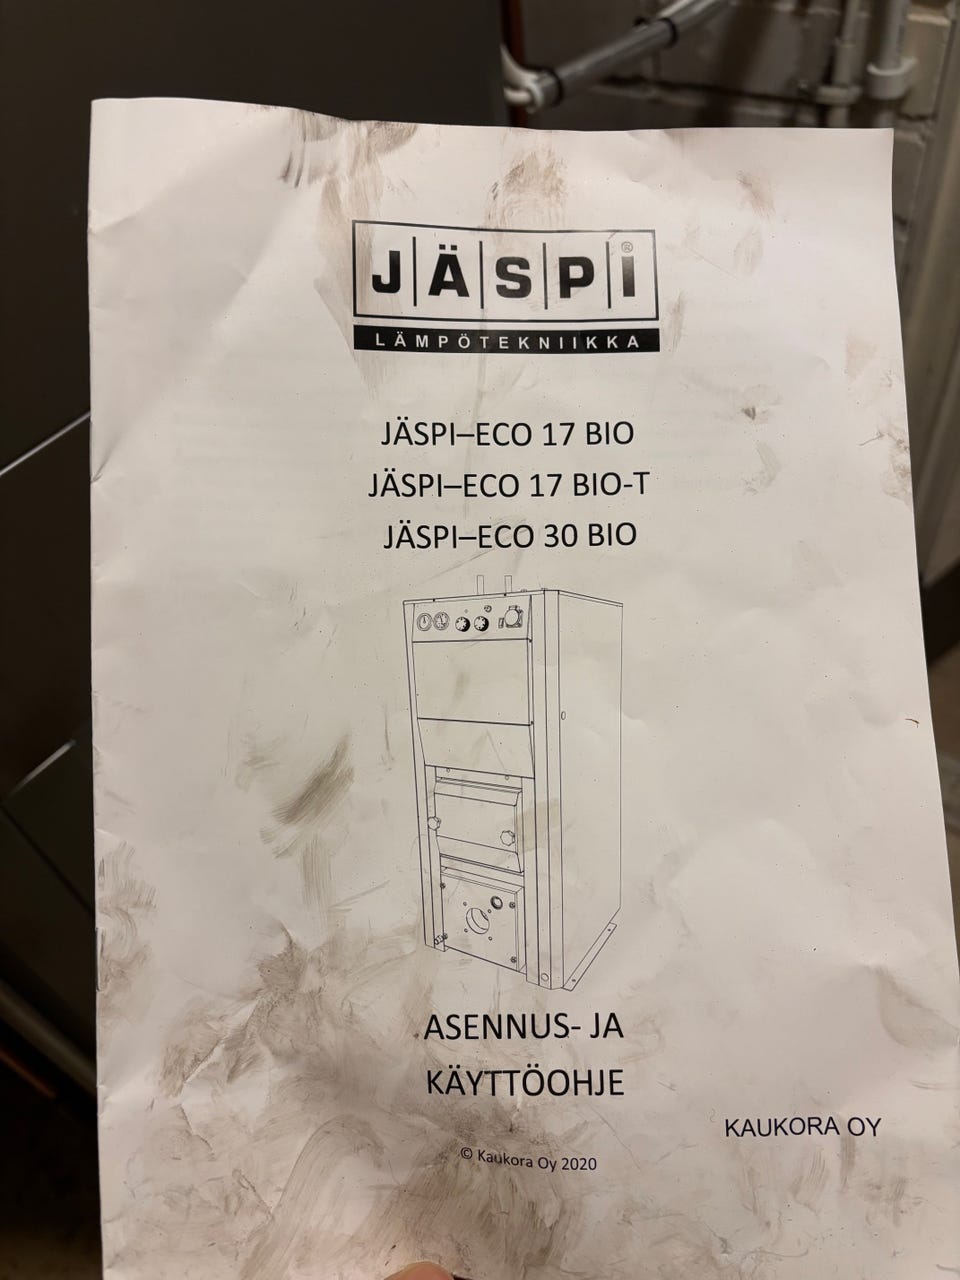 JÄSPI®
LÄMPÖTEKNIIKKA
JÄSPI–ECO 17 BIO
JÄSPI–ECO 17 BIO-T
JÄSPI–ECO 30 BIO
ASENNUS- JA
KÄYTTÖOHJE
KAUKORA OY
© Kaukora Oy 2020